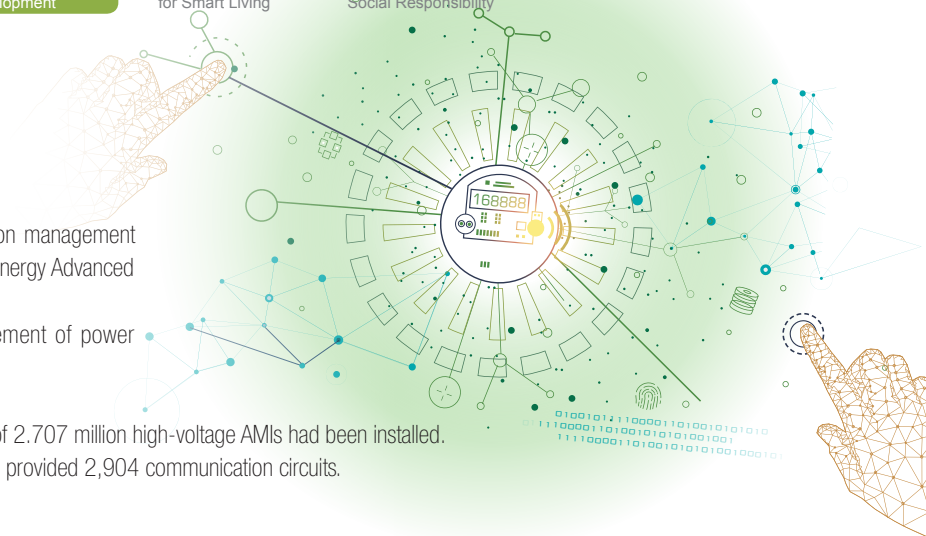 for Smart Living
Social Responsibility
168888
on management
nergy Advanced
ement of power
of 2.707 million high-voltage AMIs had been installed.
provided 2,904 communication circuits.